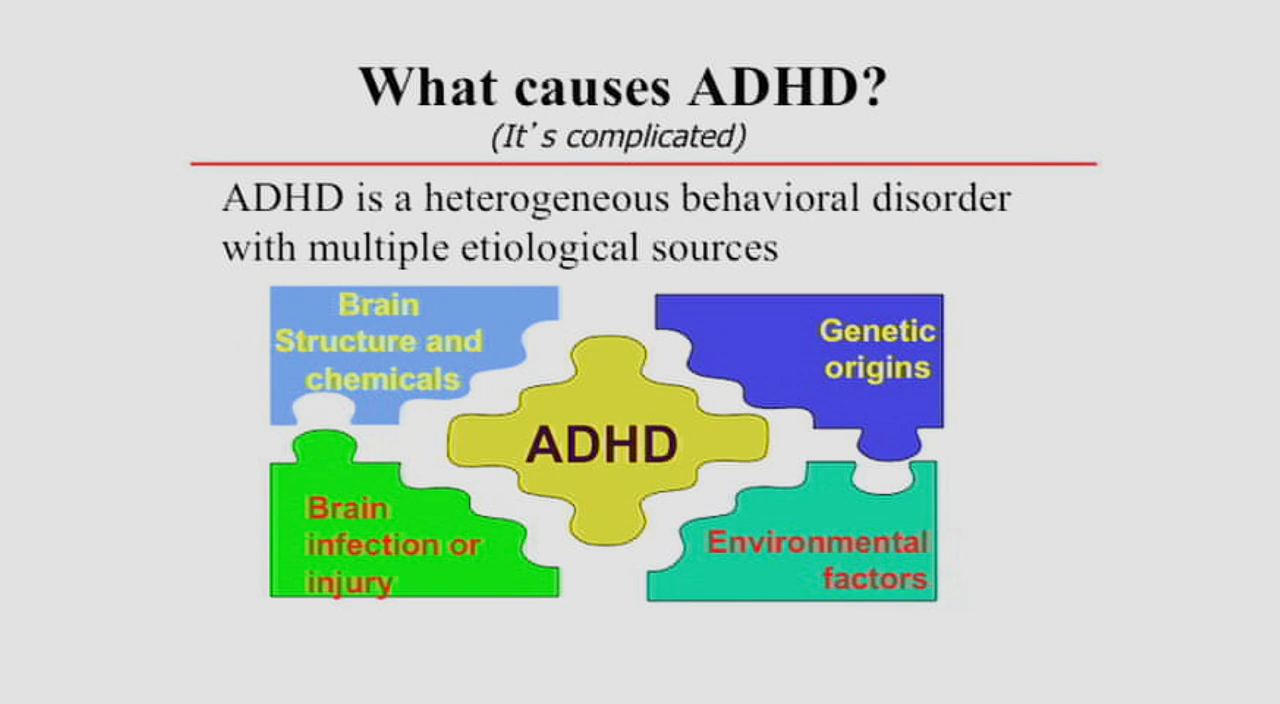 What causes ADHD?
(It's complicated)
ADHD is a heterogeneous behavioral disorder
with multiple etiological sources
Brain
Structure and
chemicals
Genetic
origins
ADHD
Brain
infection or
injury
Environmental
factors